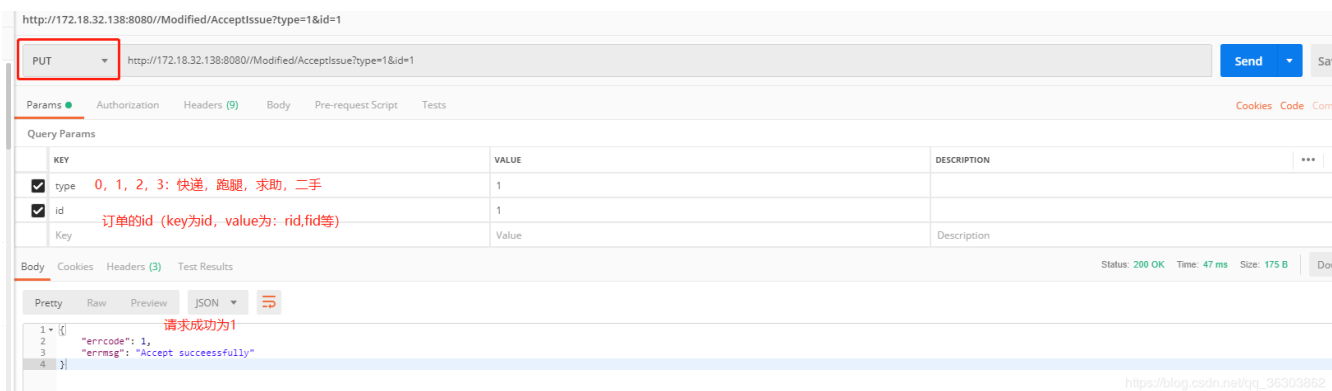 http://172.18.32.138:8080//Modified/AcceptIssue?type=1&id=1
PUT http://172.18.32.138:8080//Modified/AcceptIssue?type=1&id=1 Send
Params Authorization Headers (9) Body Pre-request Script Tests Cookies Code
Query Params
KEY VALUE DESCRIPTION
type 0，1，2，3：快递，跑腿，求助，二手 1
id 1
订单的id（key为id，value为：rid,fid等）
Key Value Description
Body Cookies Headers (3) Test Results Status: 200 OK Time: 47 ms Size: 175 B
Pretty Raw Preview JSON
请求成功为1
1 {
2 "errcode": 1,
3 "errmsg": "Accept succeessfully"
4 }
https://blog.csdn.net/qq_36303862